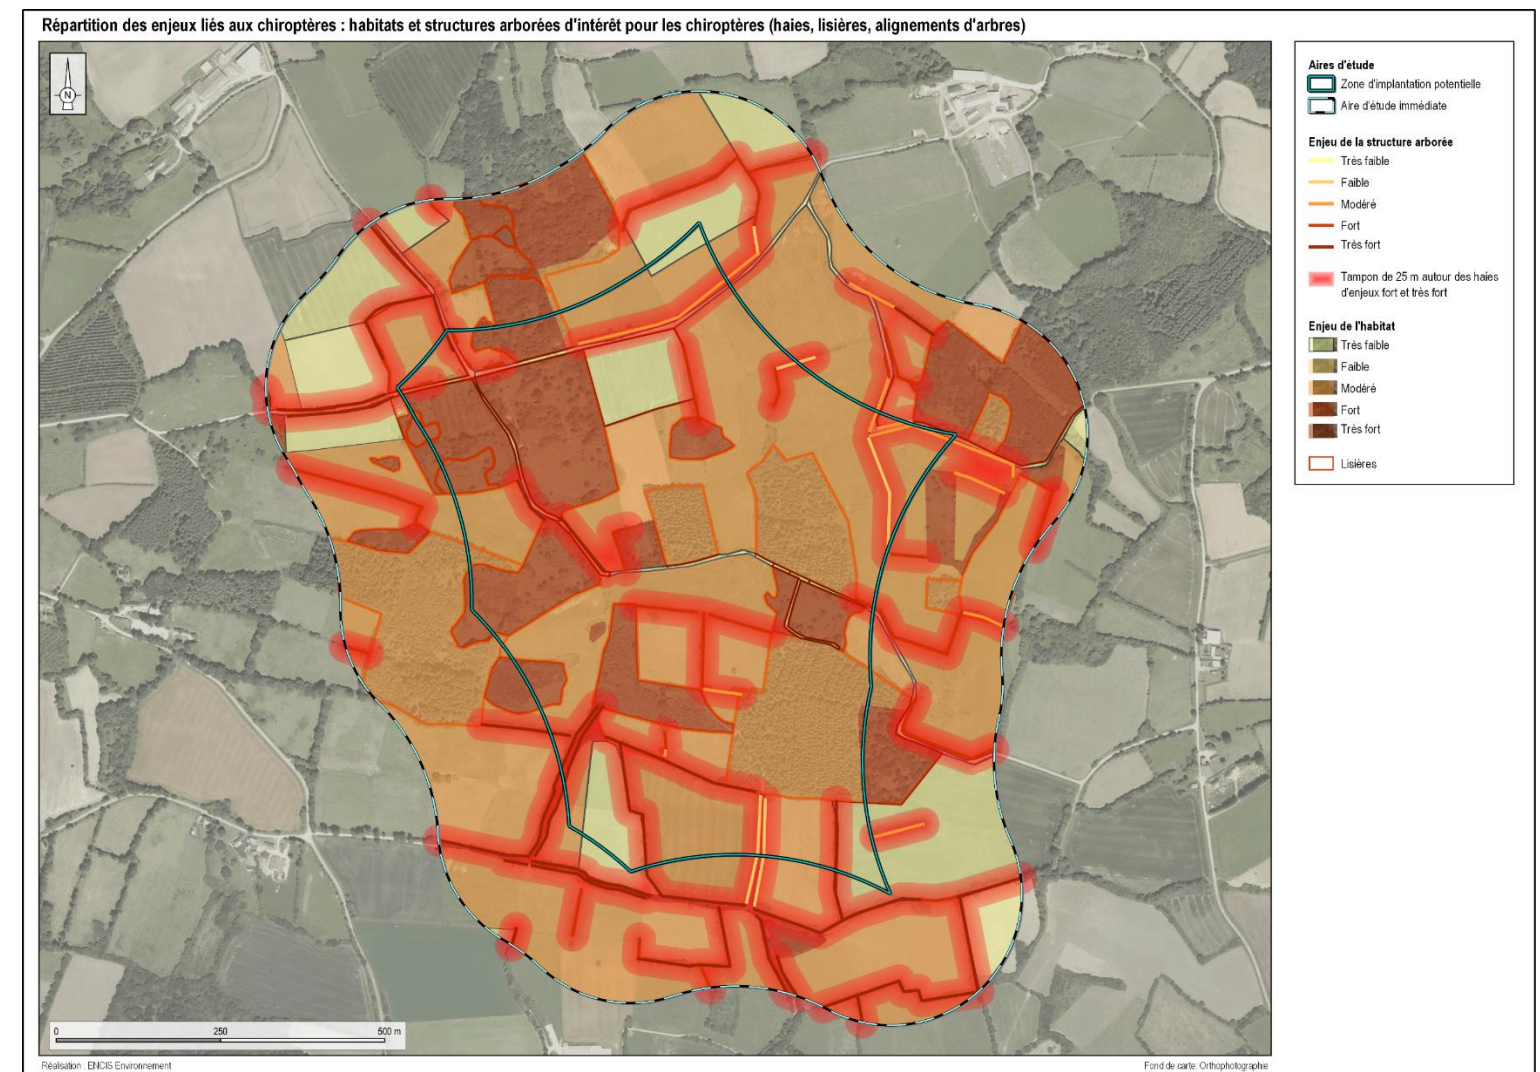 Répartition des enjeux liés aux chiroptères : habitats et structures arborées d'intérêt pour les chiroptères (haies, lisières, alignements d'arbres)
N
Aires d'étude
Zone d'implantation potentielle
Aire d'étude immédiate
Enjeu de la structure arborée
Très faible
Faible
Modéré
Fort
Très fort
Tampon de 25 m autour des haies
d'enjeux fort et très fort
Enjeu de l'habitat
Très faible
Faible
Modéré
Fort
Très fort
Lisières
0 250 500 m
Réalisation : ENCIS Environnement
Fond de carte: Orthophotographie